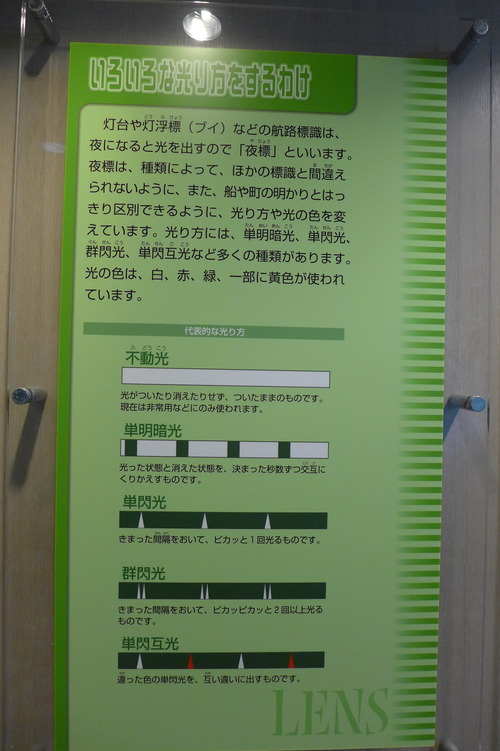 いろいろな光り方をするわけ
灯台や灯浮標（ブイ）などの航路標識は、
夜になると光を出すので「夜標」といいます。
夜標は、種類によって、ほかの標識と間違え
られないように、また、船や町の明かりとはっ
きり区別できるように、光り方や光の色を変
えています。光り方には、単明暗光、単閃光、
群閃光、単閃互光など多くの種類があります。
光の色は、白、赤、緑、一部に黄色が使われ
ています。
代表的な光り方
不動光
光がついたり消えたりせず、ついたままのものです。
現在は非常用などにのみ使われます。
単明暗光
光った状態と消えた状態を、決まった秒数ずつ交互に
くりかえすものです。
単閃光
きまった間隔をおいて、ピカッと1回光るものです。
群閃光
きまった間隔をおいて、ピカッピカッと2回以上光る
ものです。
単閃互光
違った色の単閃光を、互い違いに出すものです。
LENS